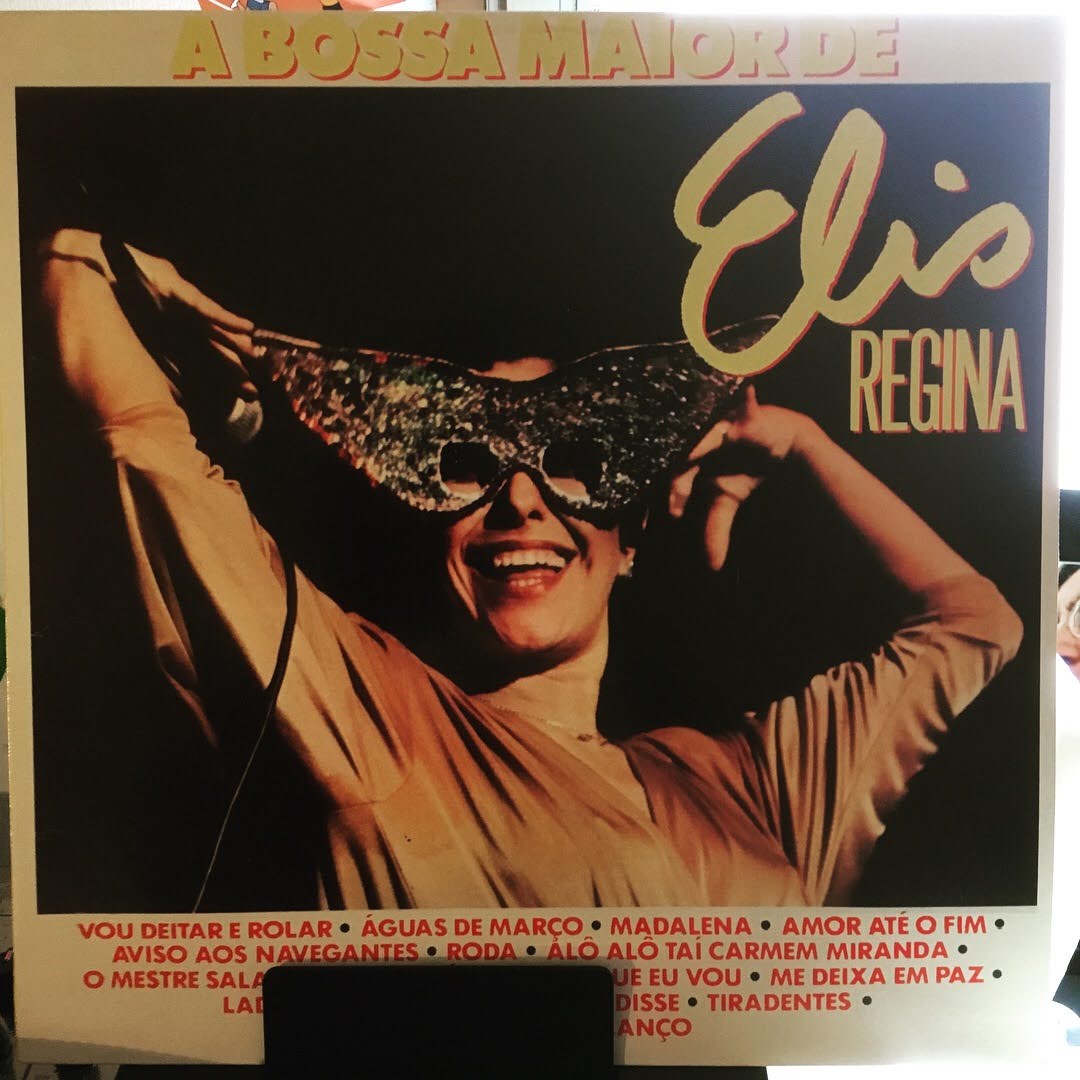 A BOSSA MAIOR DE
Elis
REGINA
VOU DEITAR E ROLAR • ÁGUAS DE MARÇO • MADALENA • AMOR ATÉ O FIM •
AVISO AOS NAVEGANTES • RODA • ALÔ ALÔ TAÍ CARMEM MIRANDA •
O MESTRE SALA EU VOU • ME DEIXA EM PAZ •
DISSE • TIRADENTES •